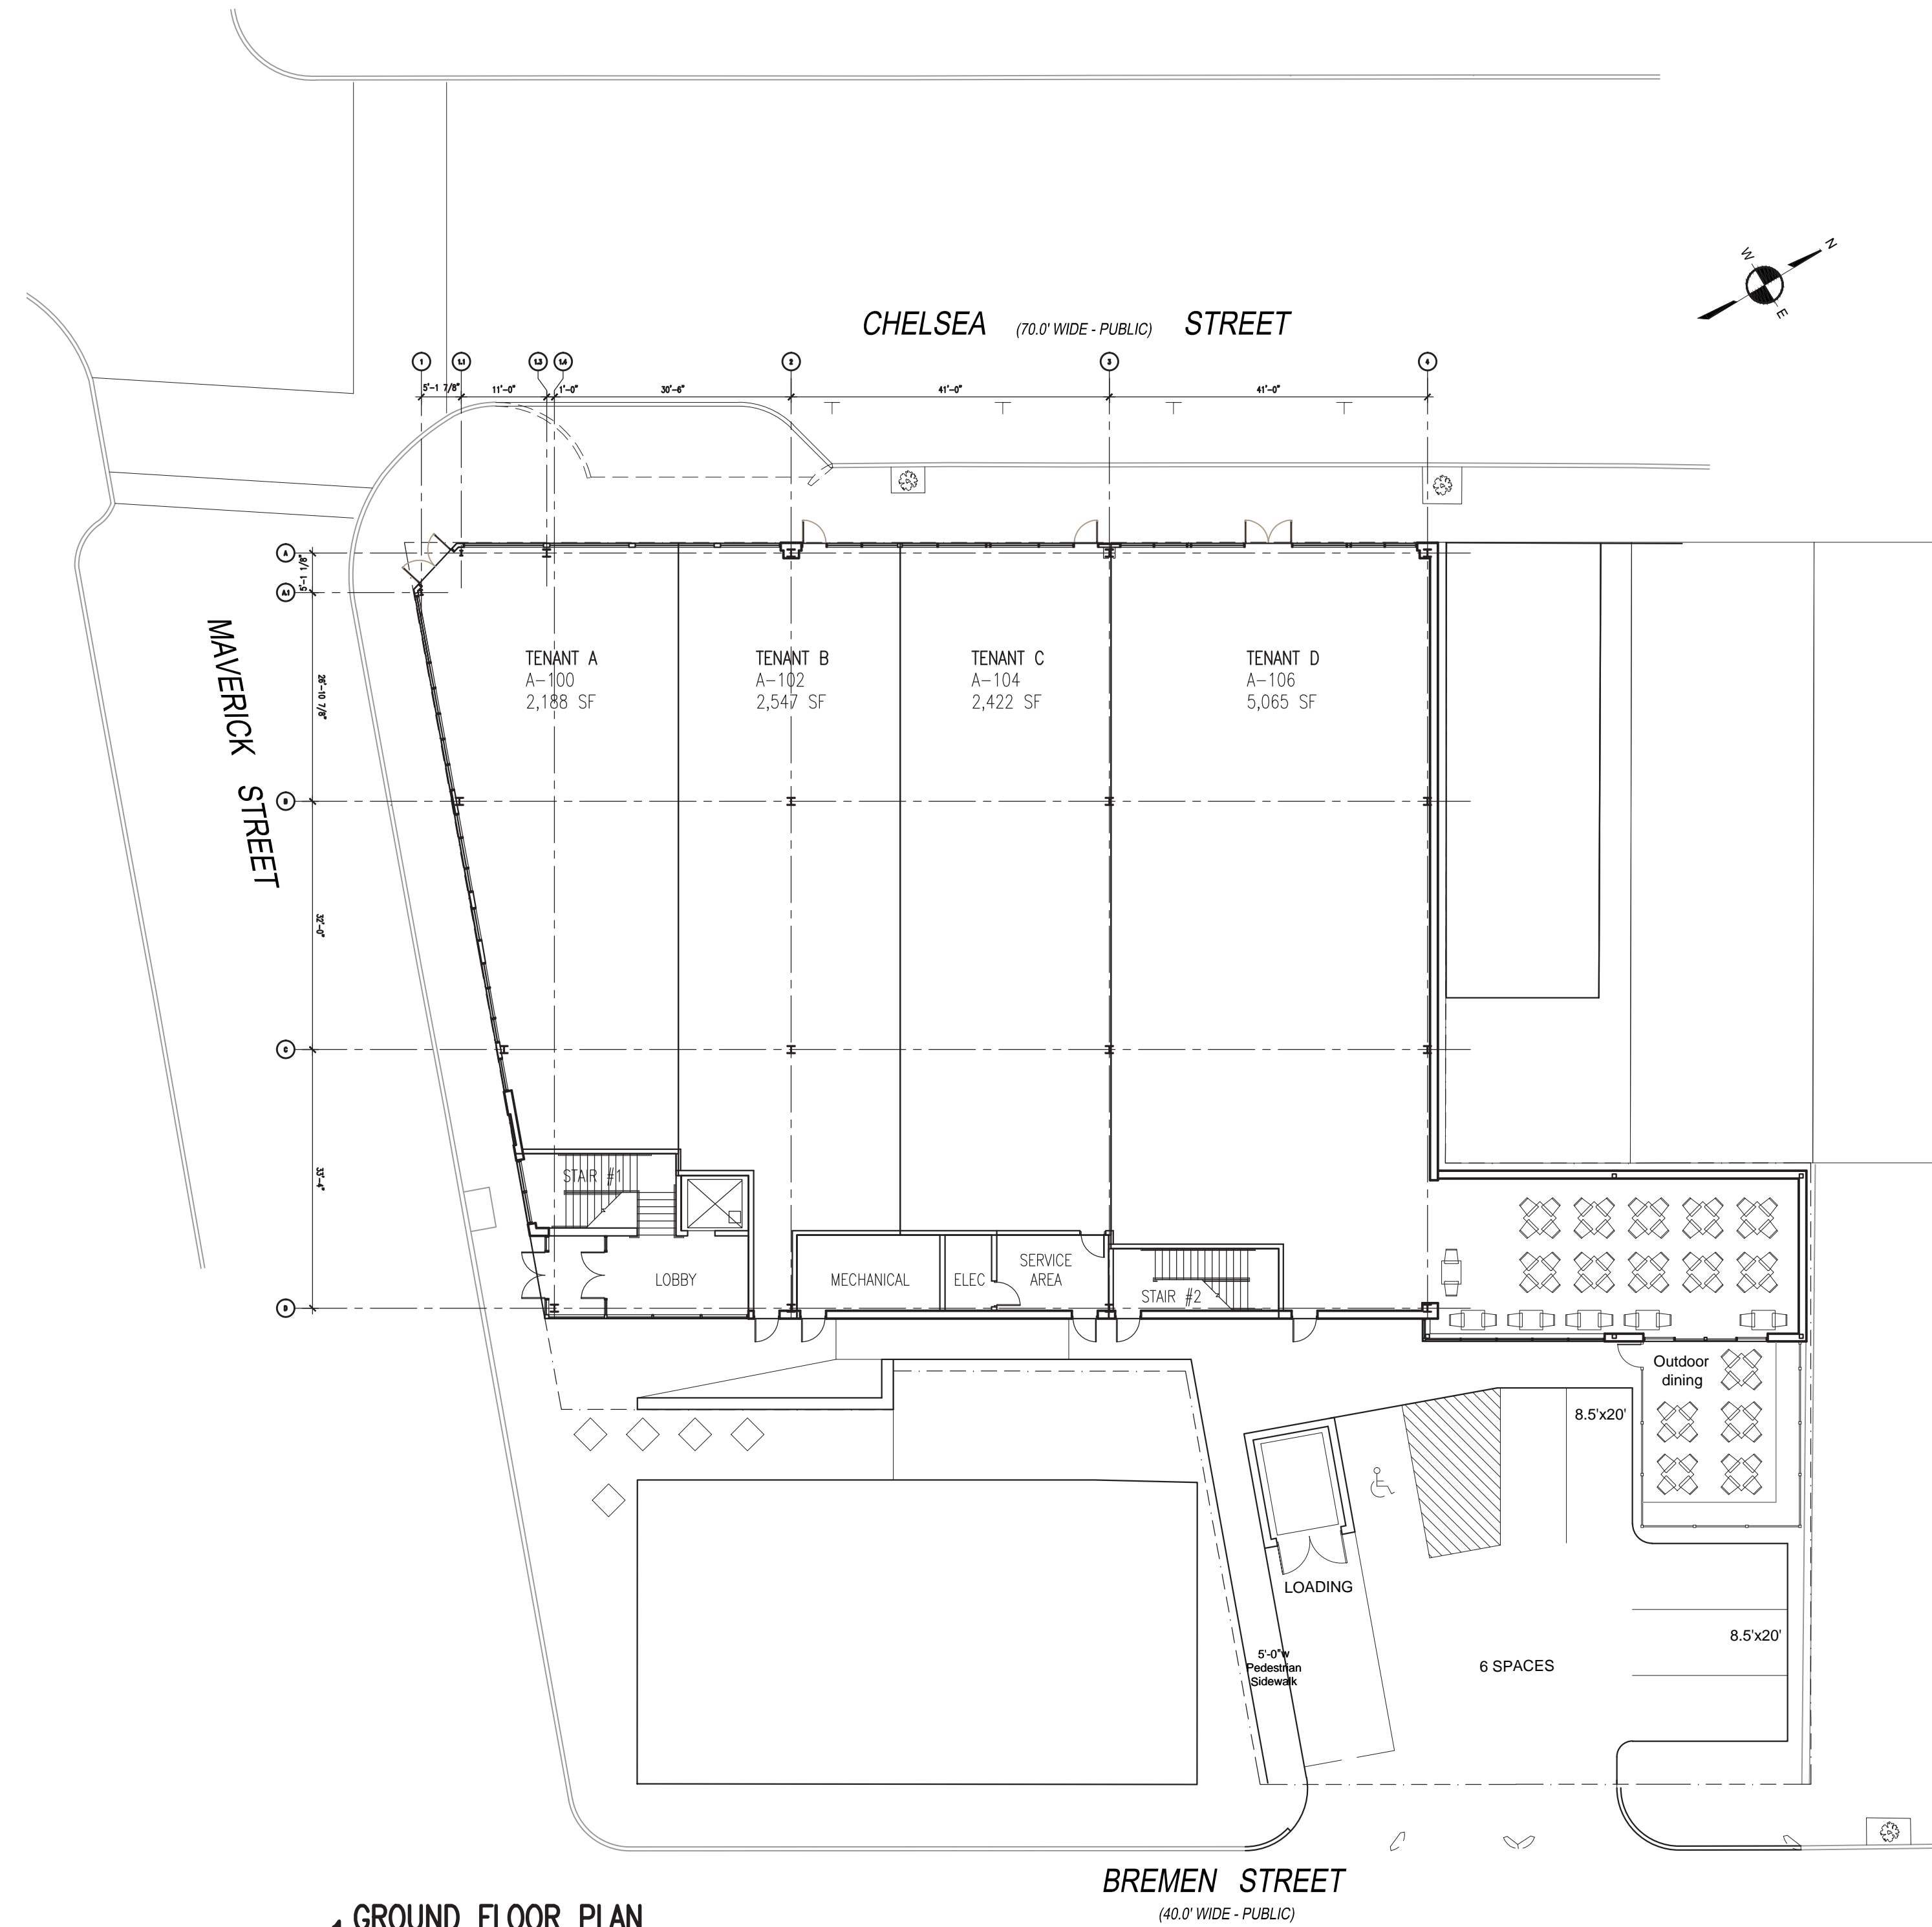 N
W
E
CHELSEA (70.0' WIDE - PUBLIC) STREET
1 1.1 1.3 1.4 2 3 4
5'-1 7/8" 11'-0" 1'-0" 30'-6" 41'-0" 41'-0"
A
5'-1 1/8"
A.1
26'-10 7/8"
B
32'-0"
C
33'-4"
D
MAVERICK STREET
TENANT A
A-100
2,188 SF
TENANT B
A-102
2,547 SF
TENANT C
A-104
2,422 SF
TENANT D
A-106
5,065 SF
STAIR #1
LOBBY
MECHANICAL
ELEC
SERVICE
AREA
STAIR #2
Outdoor
dining
8.5'x20'
LOADING
8.5'x20'
5'-0"w
Pedestrian
Sidewalk
6 SPACES
BREMEN STREET
(40.0' WIDE - PUBLIC)
GROUND FLOOR PLAN